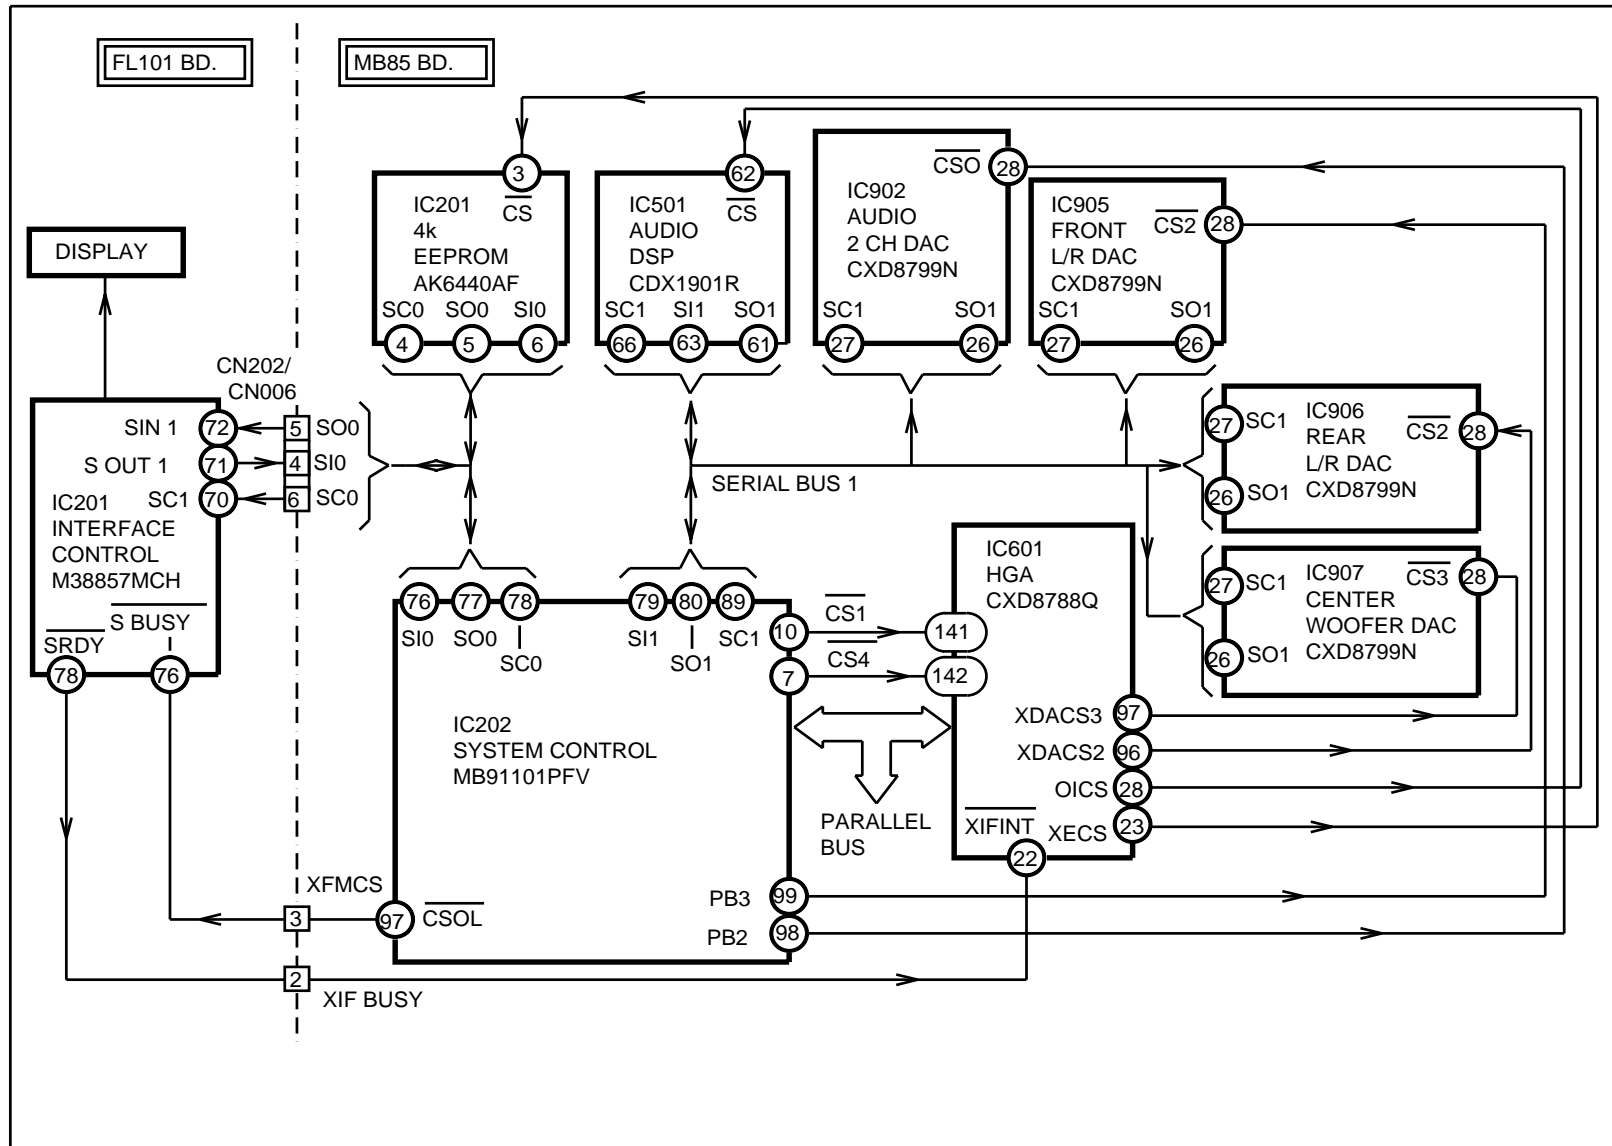 FL101 BD.
MB85 BD.
DISPLAY
3
CS
IC201
4k
EEPROM
AK6440AF
SC0 SO0 SI0
4 5 6
62
CS
IC501
AUDIO
DSP
CDX1901R
SC1 SI1 SO1
66 63 61
CSO
28
IC902
AUDIO
2 CH DAC
CXD8799N
SC1 SO1
27 26
CS2
28
IC905
FRONT
L/R DAC
CXD8799N
SC1 SO1
27 26
CN202/
CN006
SIN 1 72 5 SO0
S OUT 1 71 4 SI0
SC1 70 6 SC0
IC201
INTERFACE
CONTROL
M38857MCH
S BUSY
SRDY
78 76
SERIAL BUS 1
27 SC1
IC906
REAR
L/R DAC
CXD8799N
CS2
28
26 SO1
27 SC1
IC907
CENTER
WOOFER DAC
CXD8799N
CS3
28
26 SO1
76 77 78 79 80 89
SI0 SO0 SC0 SI1 SO1 SC1
10 CS1 141
7 CS4 142
IC601
HGA
CXD8788Q
IC202
SYSTEM CONTROL
MB91101PFV
PARALLEL
BUS
XDACS3 97
XDACS2 96
OICS 28
XECS 23
XIFINT
22
XFMCS
3 97 CSOL
PB3 99
PB2 98
2
XIF BUSY